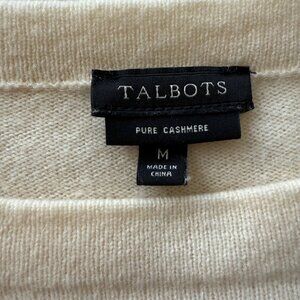 TALBOTS
PURE CASHMERE
M
MADE IN
CHINA